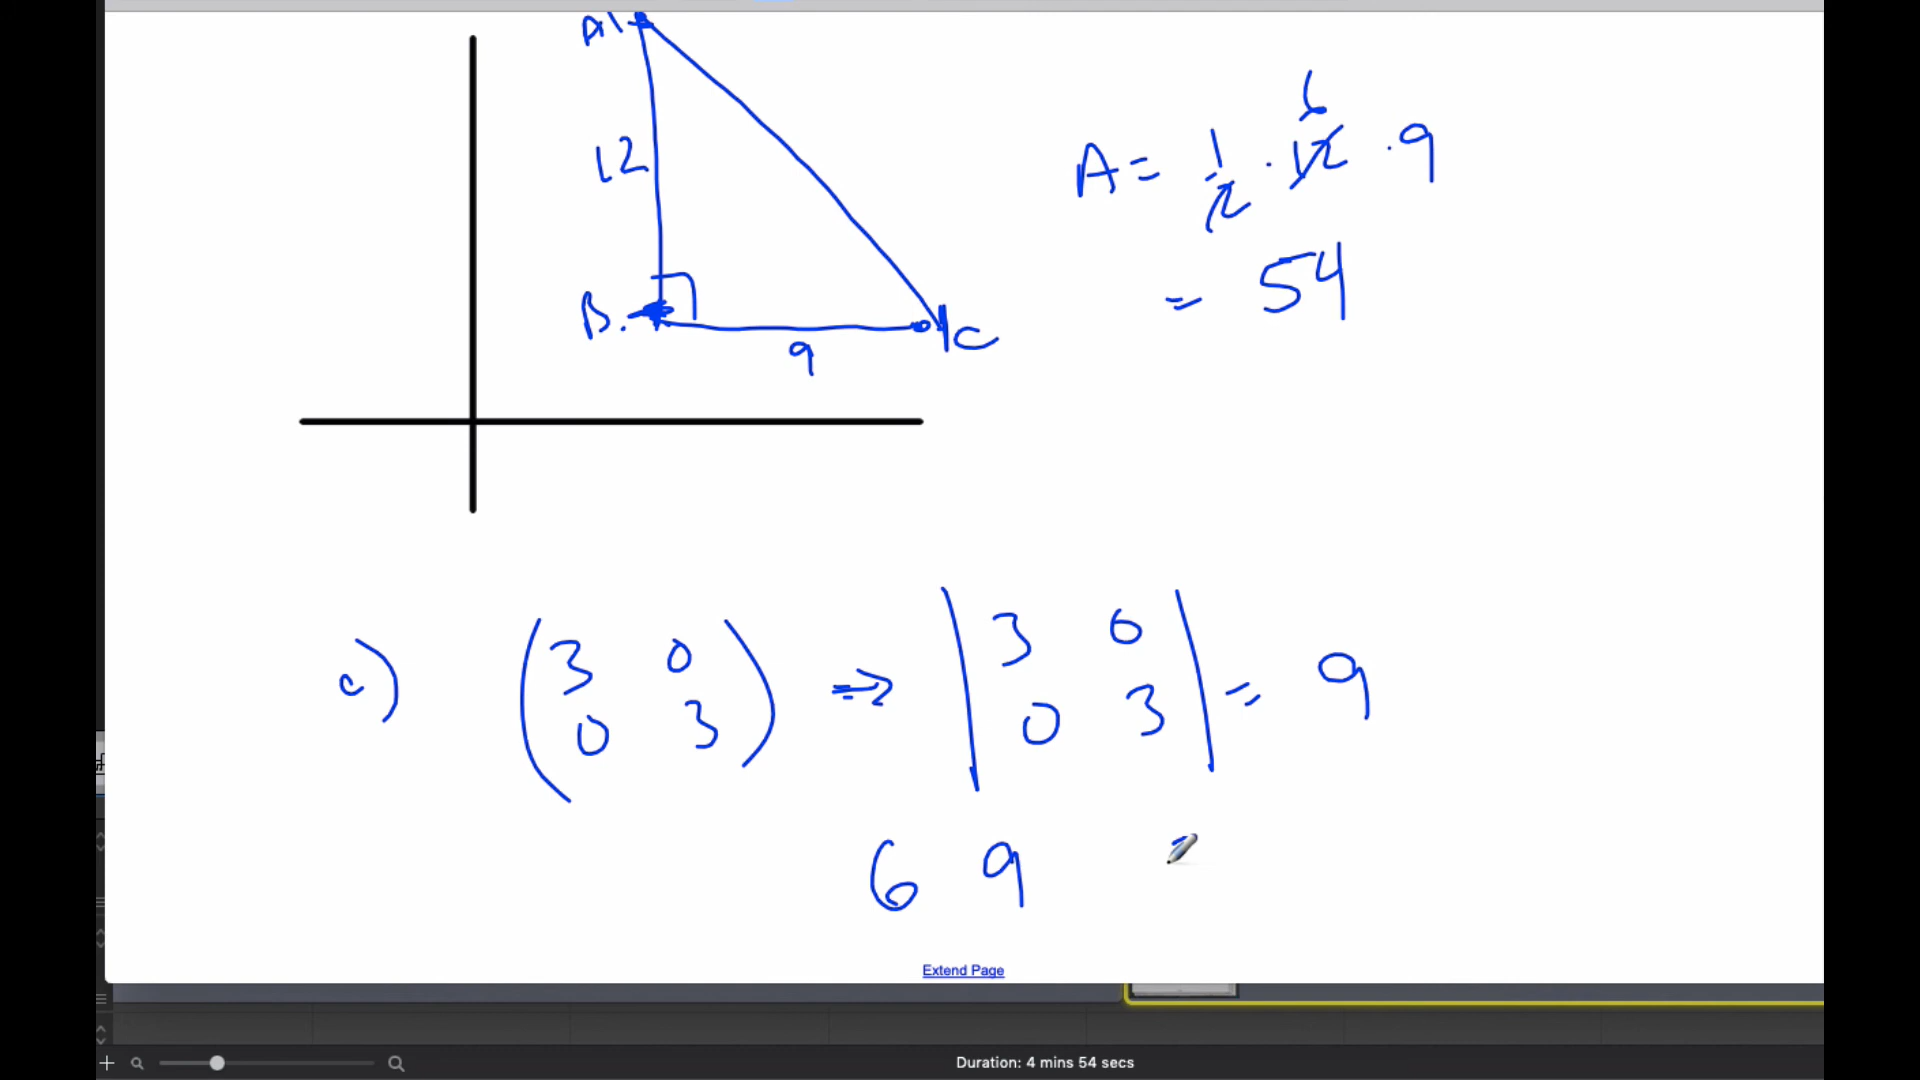 A
12
B.
9
C
6
A = 1/2 · 12 · 9
= 54
c) (3 0 0 3) => |3 0 0 3| = 9
6 9
Extend Page
Duration: 4 mins 54 secs